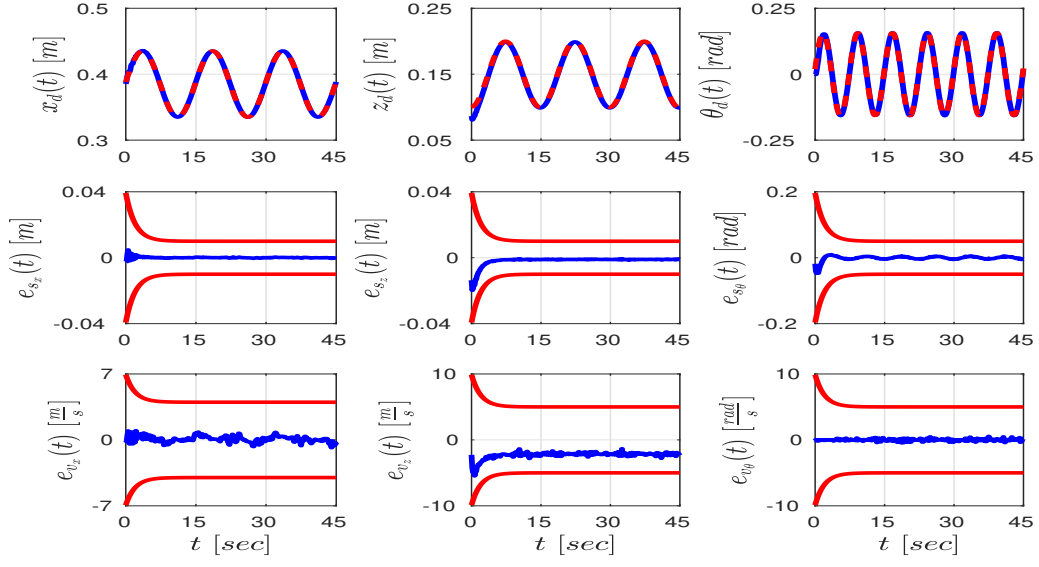 x_d(t) [m]
0.5
0.4
0.3
0 15 30 45
z_d(t) [m]
0.25
0.15
0.05
0 15 30 45
θ_d(t) [rad]
0.25
0
-0.25
0 15 30 45
e_{s_x}(t) [m]
0.04
0
-0.04
0 15 30 45
e_{s_z}(t) [m]
0.04
0
-0.04
0 15 30 45
e_{s_θ}(t) [rad]
0.2
0
-0.2
0 15 30 45
e_{v_x}(t) [m/s]
7
0
-7
0 15 30 45
t [sec]
e_{v_z}(t) [m/s]
10
0
-10
0 15 30 45
t [sec]
e_{v_θ}(t) [rad/s]
10
0
-10
0 15 30 45
t [sec]